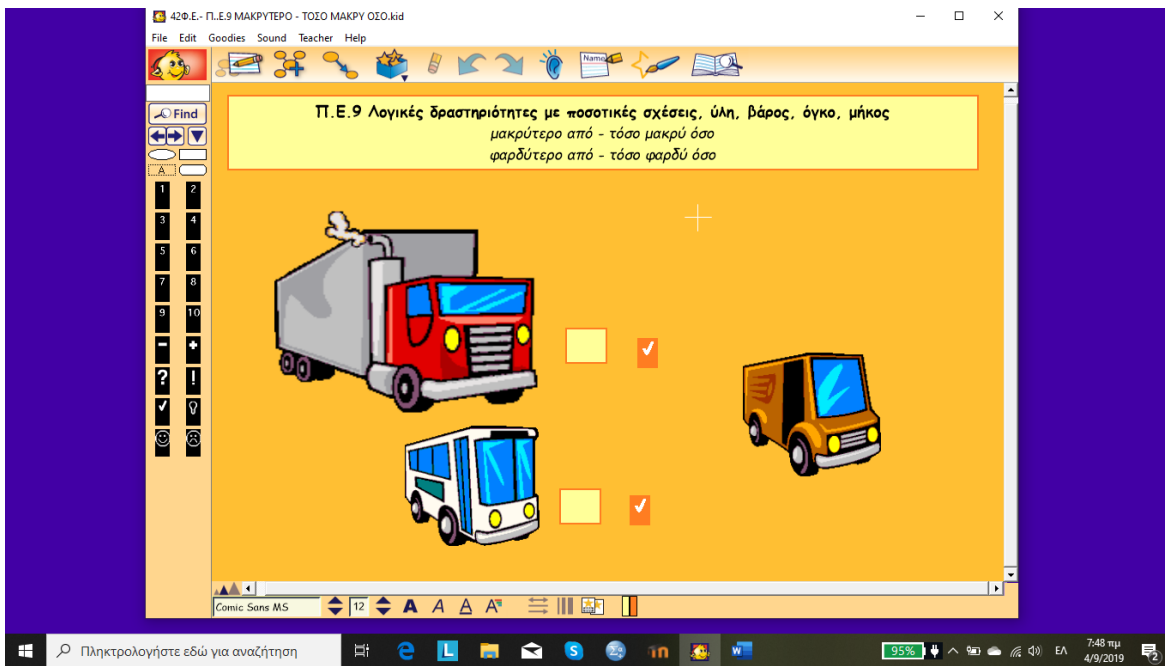 42Φ.Ε.- Π..Ε.9 ΜΑΚΡΥΤΕΡΟ - ΤΟΣΟ ΜΑΚΡΥ ΟΣΟ.kid
File Edit Goodies Sound Teacher Help
Name
Find
A
1 2
3 4
5 6
7 8
9 10
- +
? !
Π.Ε.9 Λογικές δραστηριότητες με ποσοτικές σχέσεις, ύλη, βάρος, όγκο, μήκος
μακρύτερο από - τόσο μακρύ όσο
φαρδύτερο από - τόσο φαρδύ όσο
Comic Sans MS 12 A A A A
Πληκτρολογήστε εδώ για αναζήτηση
95%
ΕΛ
7:48 πμ
4/9/2019
2